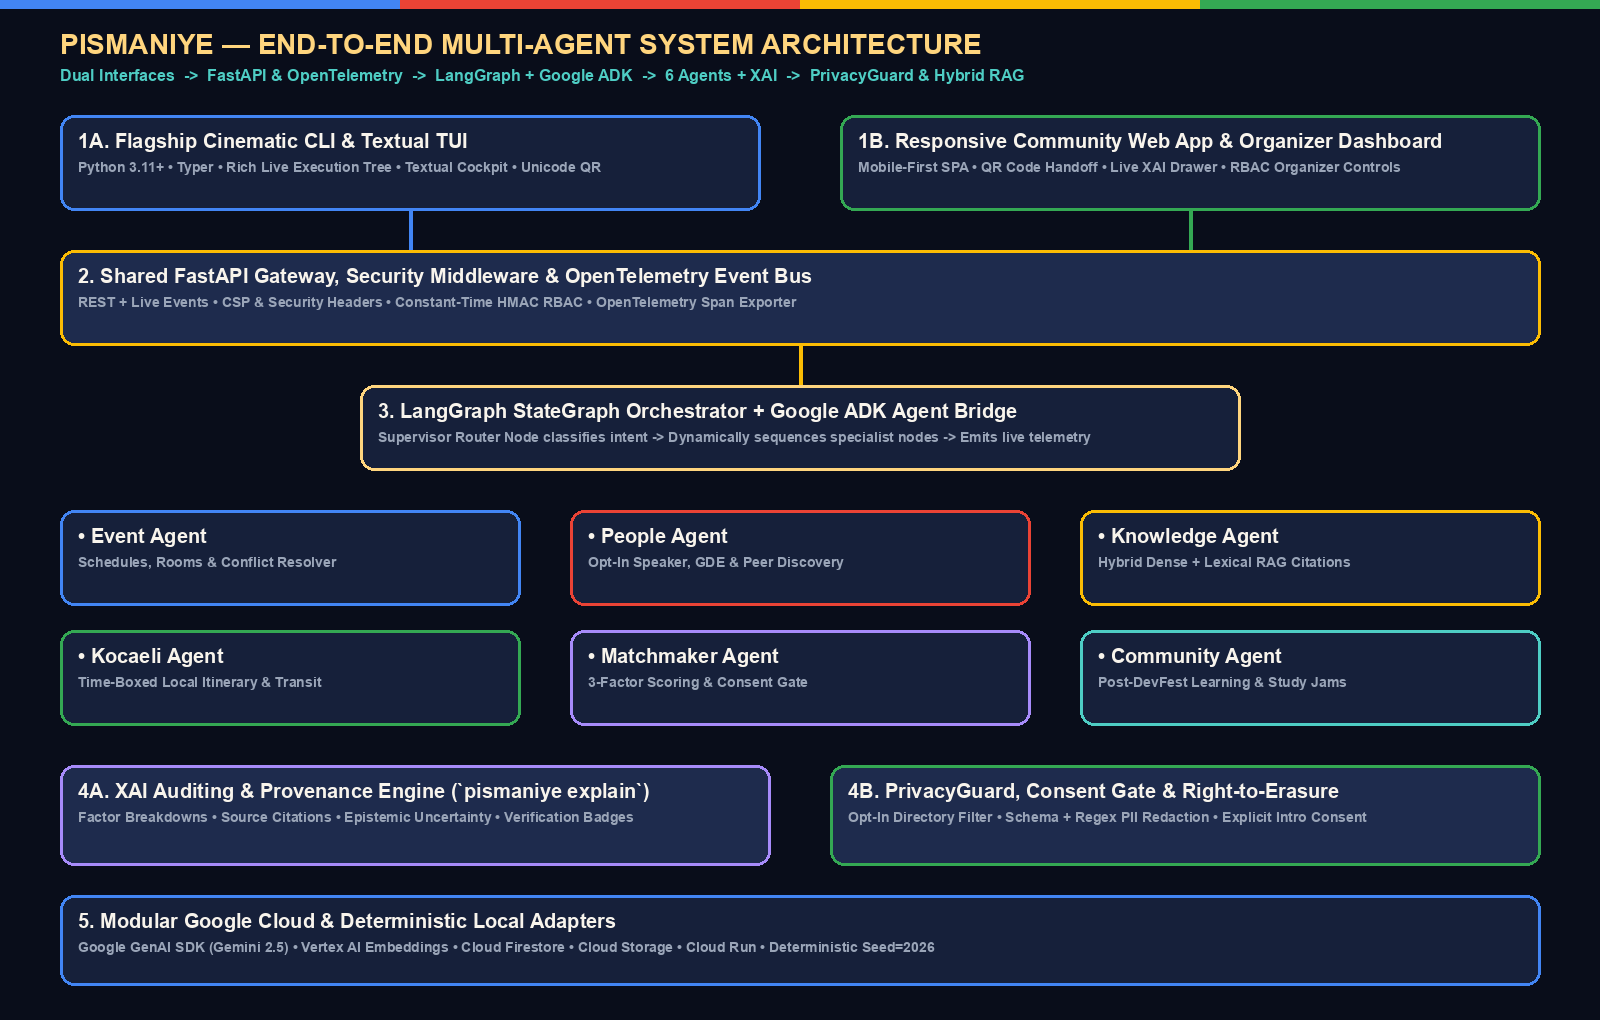 PISMANIYE — END-TO-END MULTI-AGENT SYSTEM ARCHITECTURE
Dual Interfaces -> FastAPI & OpenTelemetry -> LangGraph + Google ADK -> 6 Agents + XAI -> PrivacyGuard & Hybrid RAG
1A. Flagship Cinematic CLI & Textual TUI
Python 3.11+ • Typer • Rich Live Execution Tree • Textual Cockpit • Unicode QR
1B. Responsive Community Web App & Organizer Dashboard
Mobile-First SPA • QR Code Handoff • Live XAI Drawer • RBAC Organizer Controls
2. Shared FastAPI Gateway, Security Middleware & OpenTelemetry Event Bus
REST + Live Events • CSP & Security Headers • Constant-Time HMAC RBAC • OpenTelemetry Span Exporter
3. LangGraph StateGraph Orchestrator + Google ADK Agent Bridge
Supervisor Router Node classifies intent -> Dynamically sequences specialist nodes -> Emits live telemetry
• Event Agent
Schedules, Rooms & Conflict Resolver
• People Agent
Opt-In Speaker, GDE & Peer Discovery
• Knowledge Agent
Hybrid Dense + Lexical RAG Citations
• Kocaeli Agent
Time-Boxed Local Itinerary & Transit
• Matchmaker Agent
3-Factor Scoring & Consent Gate
• Community Agent
Post-DevFest Learning & Study Jams
4A. XAI Auditing & Provenance Engine (`pismaniye explain`)
Factor Breakdowns • Source Citations • Epistemic Uncertainty • Verification Badges
4B. PrivacyGuard, Consent Gate & Right-to-Erasure
Opt-In Directory Filter • Schema + Regex PII Redaction • Explicit Intro Consent
5. Modular Google Cloud & Deterministic Local Adapters
Google GenAI SDK (Gemini 2.5) • Vertex AI Embeddings • Cloud Firestore • Cloud Storage • Cloud Run • Deterministic Seed=2026